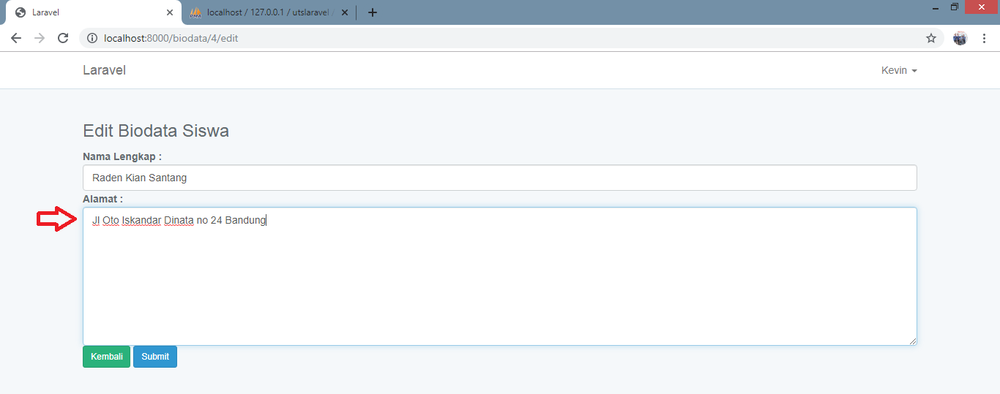 Laravel
localhost / 127.0.0.1 / utslaravel /
localhost:8000/biodata/4/edit
Laravel
Kevin
Edit Biodata Siswa
Nama Lengkap :
Raden Kian Santang
Alamat :
Jl Oto Iskandar Dinata no 24 Bandung
Kembali Submit